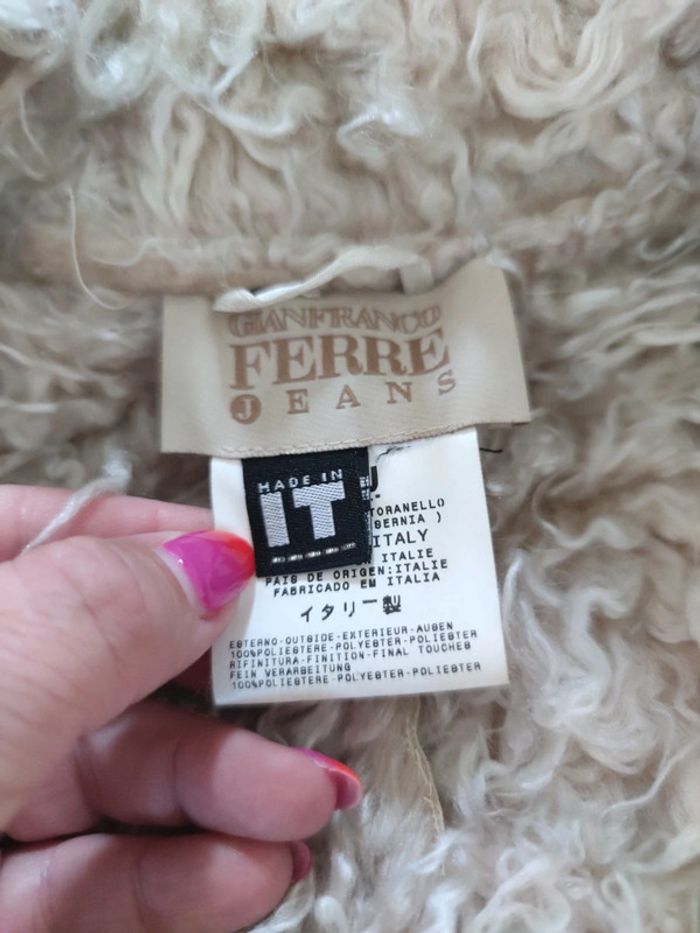 GIANFRANCO
FERRE
JEANS
MADE IN
IT
TORANELLO
ITALY
ITALIE
PAIS DE ORIGEN:ITALIE
FABRICADO EM ITALIA
イタリー製
ESTERNO-OUTSIDE-EXTERIEUR-AUßEN
100%POLIESTERE-POLYESTER-POLIESTER
RIFINITURA-FINITION-FINAL TOUCHES
FEIN VERARBEITUNG
100%POLIESTERE-POLYESTER-POLIESTER